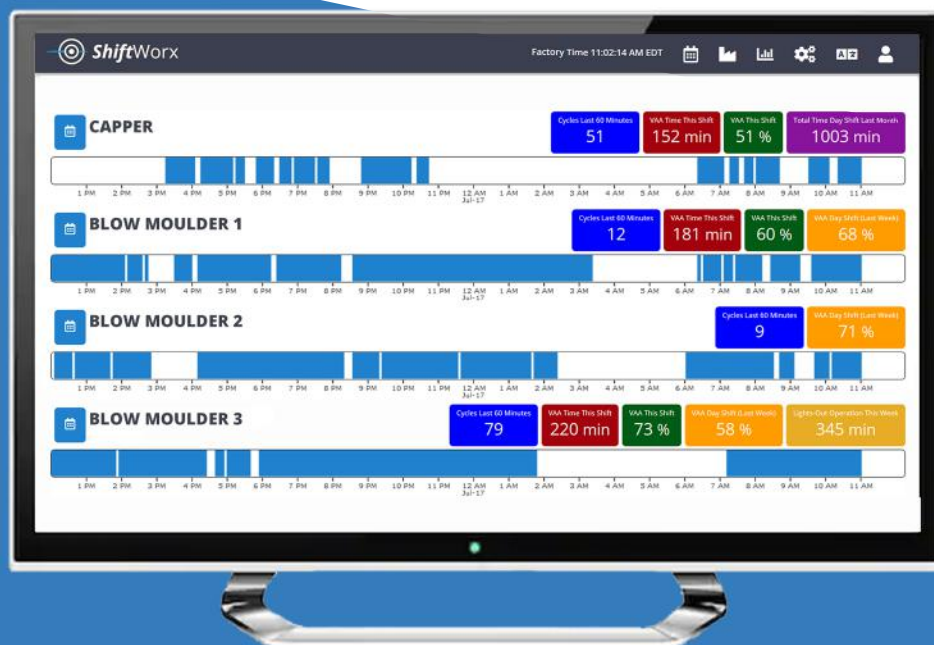 ShiftWorx
Factory Time 11:02:14 AM EDT
CAPPER
Cycles Last 60 Minutes
51
VAA Time This Shift
152 min
VAA This Shift
51 %
Total Time Day Shift Last Month
1003 min
1 PM 2 PM 3 PM 4 PM 5 PM 6 PM 7 PM 8 PM 9 PM 10 PM 11 PM 12 AM 1 AM 2 AM 3 AM 4 AM 5 AM 6 AM 7 AM 8 AM 9 AM 10 AM 11 AM
Jul-17
BLOW MOULDER 1
Cycles Last 60 Minutes
12
VAA Time This Shift
181 min
VAA This Shift
60 %
VAA Day Shift (Last Week)
68 %
1 PM 2 PM 3 PM 4 PM 5 PM 6 PM 7 PM 8 PM 9 PM 10 PM 11 PM 12 AM 1 AM 2 AM 3 AM 4 AM 5 AM 6 AM 7 AM 8 AM 9 AM 10 AM 11 AM
Jul-17
BLOW MOULDER 2
Cycles Last 60 Minutes
9
VAA Day Shift (Last Week)
71 %
1 PM 2 PM 3 PM 4 PM 5 PM 6 PM 7 PM 8 PM 9 PM 10 PM 11 PM 12 AM 1 AM 2 AM 3 AM 4 AM 5 AM 6 AM 7 AM 8 AM 9 AM 10 AM 11 AM
Jul-17
BLOW MOULDER 3
Cycles Last 60 Minutes
79
VAA Time This Shift
220 min
VAA This Shift
73 %
VAA Day Shift (Last Week)
58 %
Lights-Out Operation This Week
345 min
1 PM 2 PM 3 PM 4 PM 5 PM 6 PM 7 PM 8 PM 9 PM 10 PM 11 PM 12 AM 1 AM 2 AM 3 AM 4 AM 5 AM 6 AM 7 AM 8 AM 9 AM 10 AM 11 AM
Jul-17